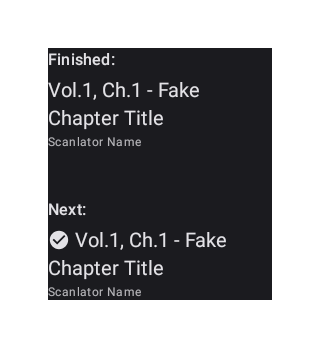 Finished:
Vol.1, Ch.1 - Fake
Chapter Title
Scanlator Name
Next:
Vol.1, Ch.1 - Fake
Chapter Title
Scanlator Name